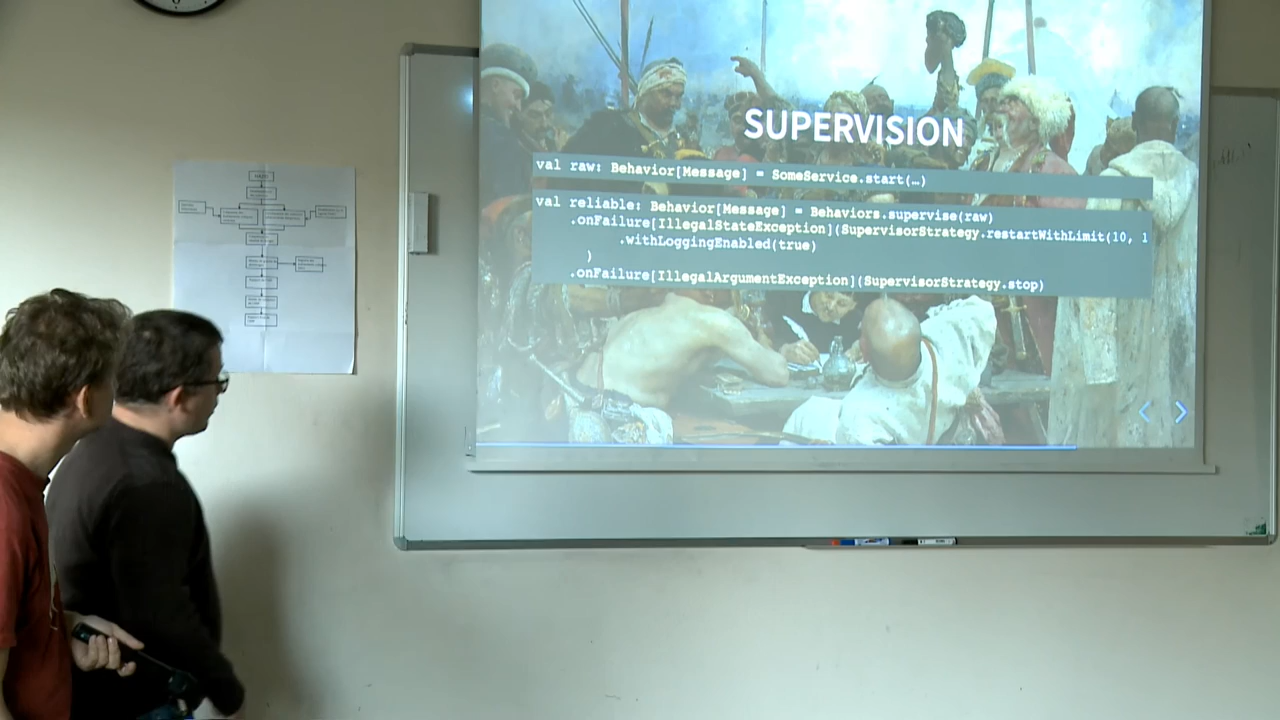 SUPERVISION
val raw: Behavior[Message] = SomeService.start(…)
val reliable: Behavior[Message] = Behaviors.supervise(raw)
.onFailure[IllegalStateException](SupervisorStrategy.restartWithLimit(10, 1
.withLoggingEnabled(true)
)
.onFailure[IllegalArgumentException](SupervisorStrategy.stop)